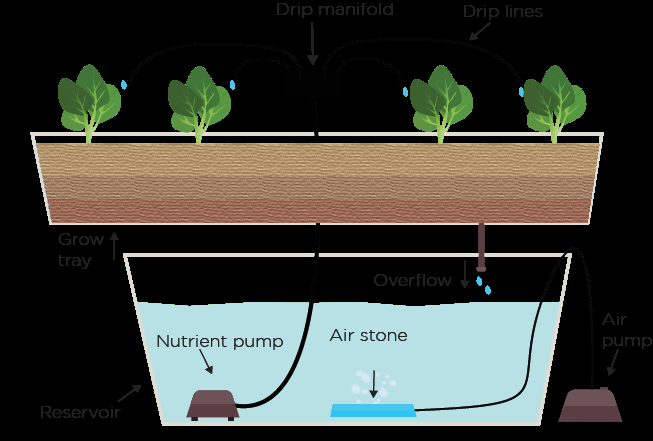 Drip manifold
Drip lines
Grow
tray
Overflow
Nutrient pump
Air stone
Air
pump
Reservoir